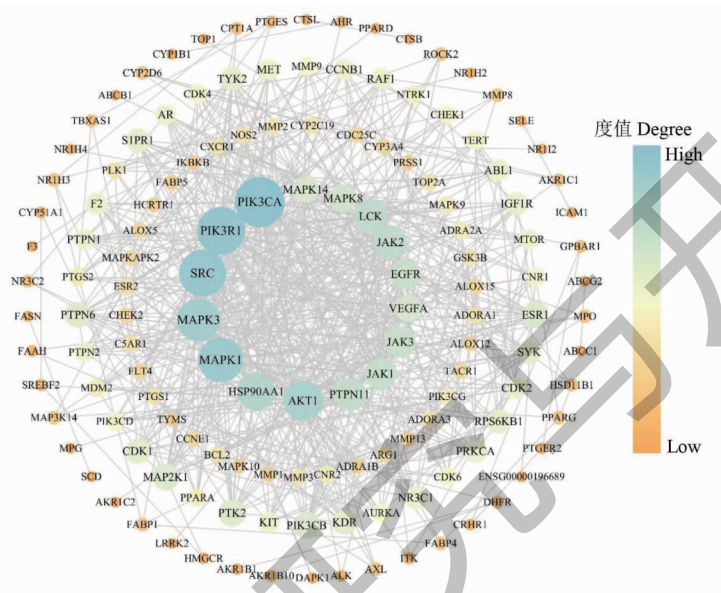 度值 Degree
High
Low
CPT1A
PTGES
CTSL
AHR
PPARD
CTSB
ROCK2
NR1H2
MMP8
SELE
NR1I2
AKR1C1
ICAM1
GPBAR1
ABCG2
MPO
ABCC1
HSD11B1
PPARG
PTGER2
ENSG00000196689
DHFR
CRHR1
FABP4
ITK
AXL
ALK
DAPK1
AKR1B10
AKR1B1
HMGCR
LRRK2
FABP1
AKR1C2
SCD
MPG
MAP3K14
SREBF2
FAAH
FASN
NR3C2
F3
CYP51A1
NR1H3
NR1H4
TBXAS1
ABCB1
CYP2D6
CYP1B1
TOP1
TYK2
MET
MMP9
CCNB1
RAF1
NTRK1
CHEK1
TERT
ABL1
IGF1R
MTOR
CNR1
ESR1
SYK
CDK2
RPS6KB1
PRKCA
CDK6
NR3C1
AURKA
KDR
PIK3CB
KIT
PTK2
PPARA
MAP2K1
CDK1
PIK3CD
MDM2
PTPN2
PTPN6
PTGS2
PTPN1
F2
PLK1
S1PR1
AR
CDK4
NOS2
MMP2
CYP2C19
CDC25C
CYP3A4
PRSS1
TOP2A
MAPK9
ADRA2A
GSK3B
ALOX15
ADORA1
ALOX12
TACR1
PIK3CG
ADORA3
MMP13
ARG1
ADRA1B
CNR2
MMP3
MMP1
MAPK10
BCL2
CCNE1
TYMS
PTGS1
FLT4
C5AR1
CHEK2
ESR2
MAPKAPK2
ALOX5
HCRTR1
FABP5
IKBKB
CXCR1
PIK3CA
MAPK14
MAPK8
LCK
JAK2
EGFR
VEGFA
JAK3
JAK1
PTPN11
AKT1
HSP90AA1
MAPK1
MAPK3
SRC
PIK3R1